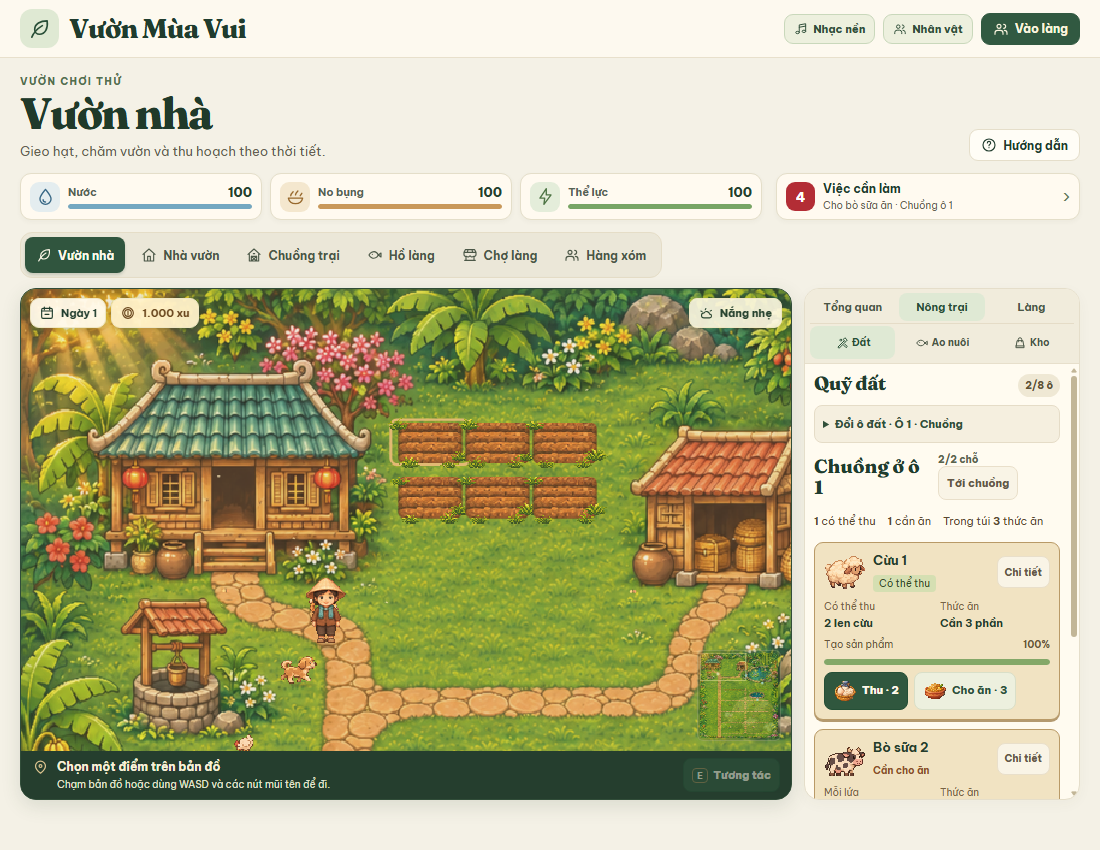 Vườn Mùa Vui
Nhạc nền
Nhân vật
Vào làng
VƯỜN CHƠI THỬ
Vườn nhà
Gieo hạt, chăm vườn và thu hoạch theo thời tiết.
Hướng dẫn
Nước 100
No bụng 100
Thể lực 100
4
Việc cần làm
Cho bò sữa ăn · Chuồng ô 1
Vườn nhà
Nhà vườn
Chuồng trại
Hồ làng
Chợ làng
Hàng xóm
Ngày 1
1.000 xu
Nắng nhẹ
Chọn một điểm trên bản đồ
Chạm bản đồ hoặc dùng WASD và các nút mũi tên để đi.
E Tương tác
Tổng quan
Nông trại
Làng
Đất
Ao nuôi
Kho
Quỹ đất
2/8 ô
Đổi ô đất · Ô 1 · Chuồng
Chuồng ở ô
1
2/2 chỗ
Tới chuồng
1 có thể thu 1 cần ăn Trong túi 3 thức ăn
Cừu 1
Có thể thu
Chi tiết
Có thể thu Thức ăn
2 len cừu Cần 3 phần
Tạo sản phẩm 100%
Thu · 2
Cho ăn · 3
Bò sữa 2
Cần cho ăn
Chi tiết
Mỗi lứa Thức ăn